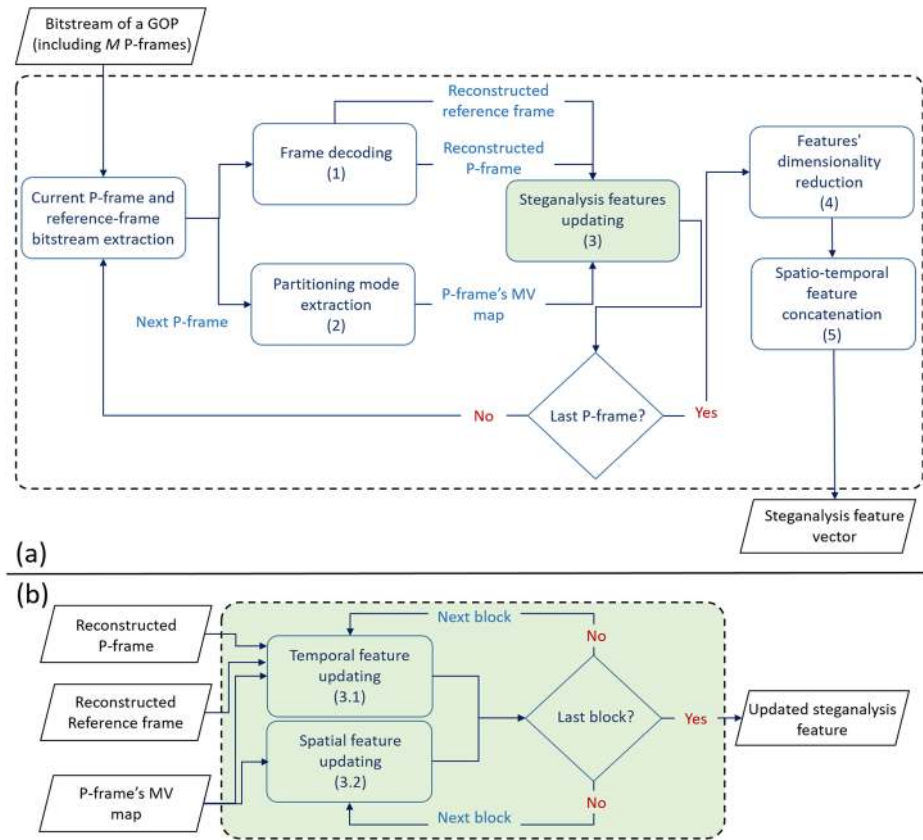 Bitstream of a GOP
(including M P-frames)
Reconstructed
reference frame
Frame decoding
(1)
Reconstructed
P-frame
Features'
dimensionality
reduction
(4)
Current P-frame and
reference-frame
bitstream extraction
Steganalysis features
updating
(3)
Partitioning mode
extraction
(2)
P-frame's MV
map
Spatio-temporal
feature
concatenation
(5)
Next P-frame
No
Last P-frame?
Yes
Steganalysis feature
vector
(a)
(b)
Reconstructed
P-frame
Reconstructed
Reference frame
P-frame's MV
map
Next block
No
Temporal feature
updating
(3.1)
Spatial feature
updating
(3.2)
Last block?
Yes
No
Next block
Updated steganalysis
feature